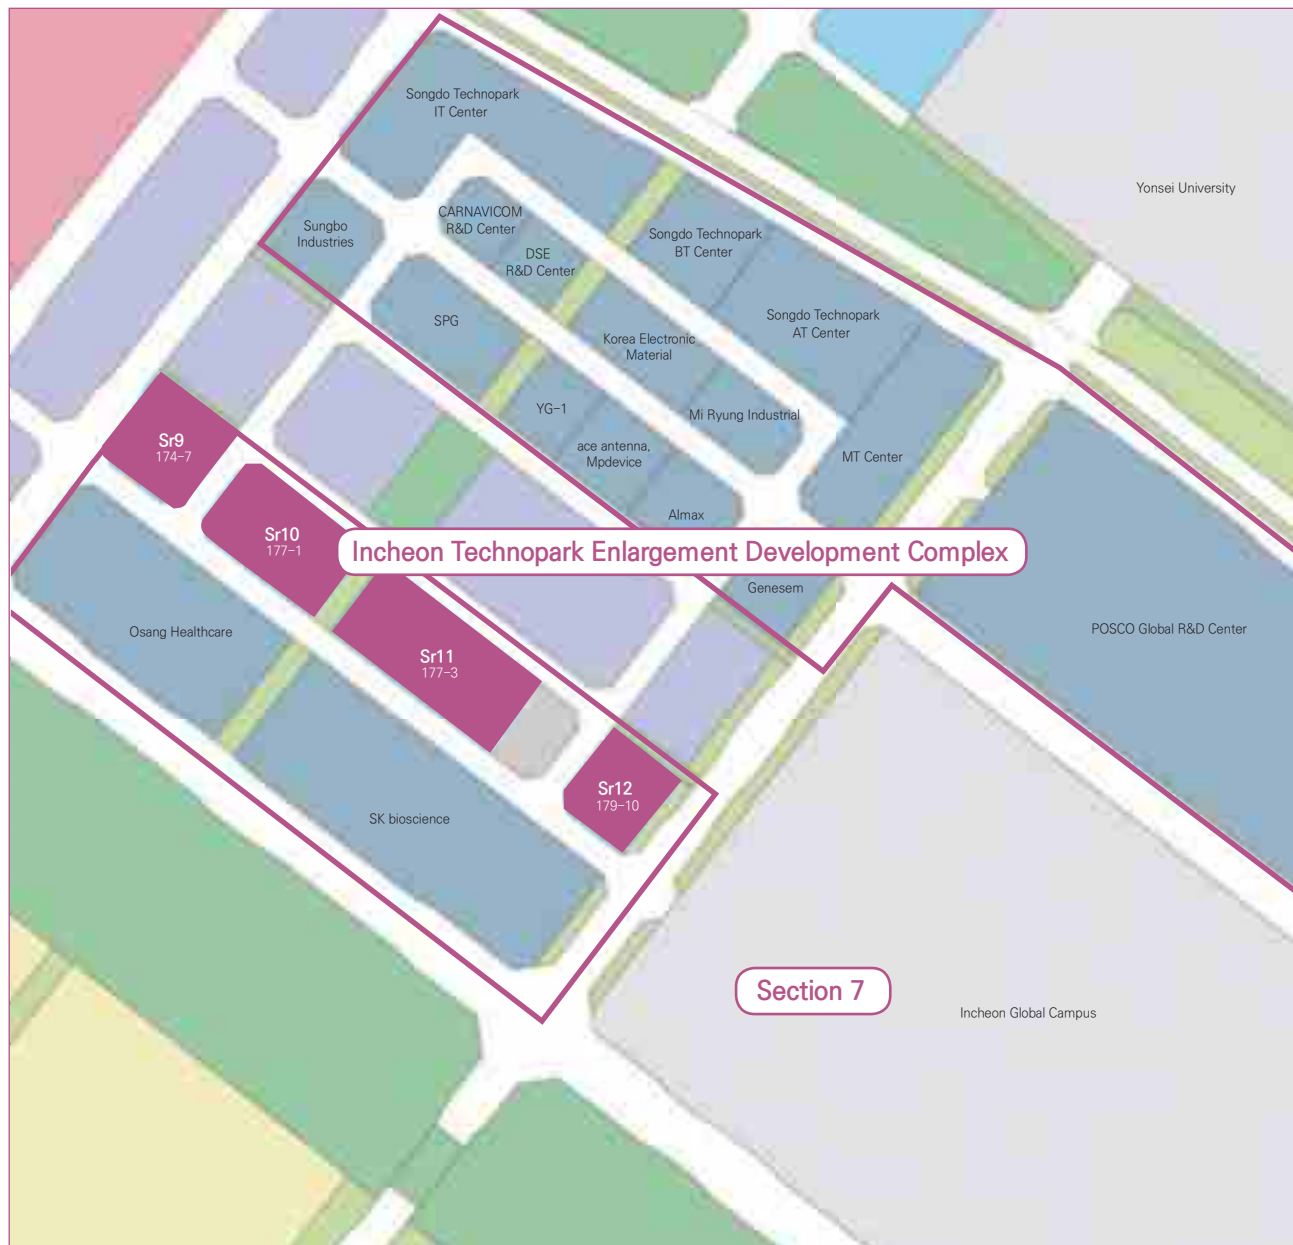 Songdo Technopark
IT Center
Yonsei University
CARNAVICOM
R&D Center
Sungbo
Industries
Songdo Technopark
BT Center
DSE
R&D Center
SPG
Songdo Technopark
AT Center
Korea Electronic
Material
YG-1
Mi Ryung Industrial
Sr9
174-7
ace antenna,
Mpdevice
MT Center
Almax
Sr10
177-1
Incheon Technopark Enlargement Development Complex
Genesem
Osang Healthcare
POSCO Global R&D Center
Sr11
177-3
Sr12
179-10
SK bioscience
Section 7
Incheon Global Campus